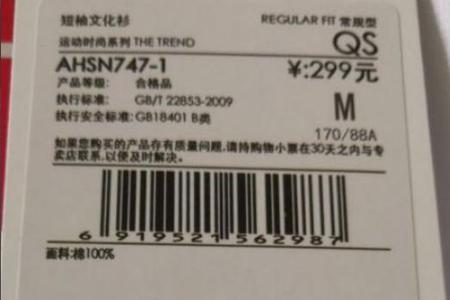 短袖文化衫 REGULAR FIT 常规型
运动时尚系列 THE TREND QS
AHSN747-1 ¥:299元
产品等级: 合格品
执行标准: GB/T 22853-2009 M
执行安全标准:GB18401 B类
170/88A
如果您购买的产品存有质量问题,请持购物小票在30天之内与专
卖店联系,以便及时解决。
6 919521 562987
面料:棉100%